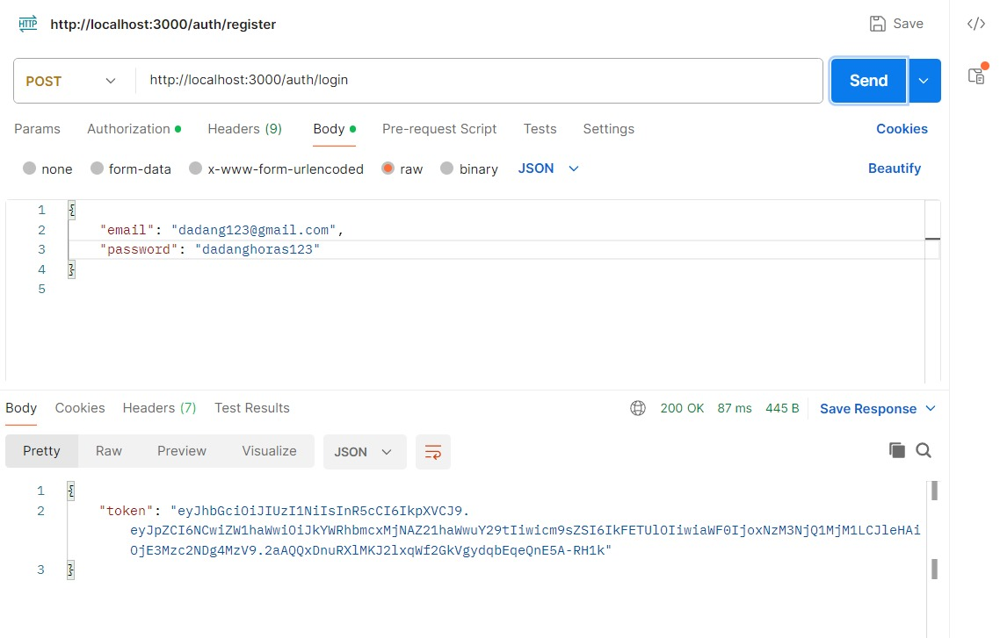 HTTP http://localhost:3000/auth/register Save </>
POST http://localhost:3000/auth/login Send
Params Authorization Headers (9) Body Pre-request Script Tests Settings Cookies
none form-data x-www-form-urlencoded raw binary JSON Beautify
1 {
2 "email": "dadang123@gmail.com",
3 "password": "dadanghoras123"
4 }
5
Body Cookies Headers (7) Test Results 200 OK 87 ms 445 B Save Response
Pretty Raw Preview Visualize JSON
1 {
2 "token": "eyJhbGciOiJIUzI1NiIsInR5cCI6IkpXVCJ9.
eyJpZCI6NCwiZW1haWwiOiJkYWRhbmcxMjNAZ21haWwuY29tIiwicm9sZSI6IkFETUlOIiwiaWF0IjoxNzM3NjQ1MjM1LCJleHAi
OjE3Mzc2NDg4MzV9.2aAQQxDnuRXlMKJ2lxqWf2GkVgydqbEqeQnE5A-RH1k"
3 }